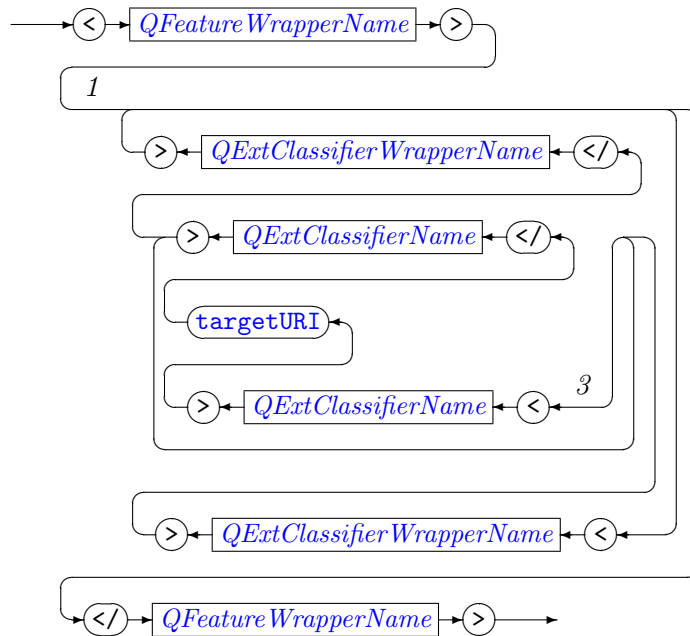 < QFeatureWrapperName >
1
> QExtClassifierWrapperName </
> QExtClassifierName </
targetURI
3
> QExtClassifierName <
> QExtClassifierWrapperName <
</ QFeatureWrapperName >